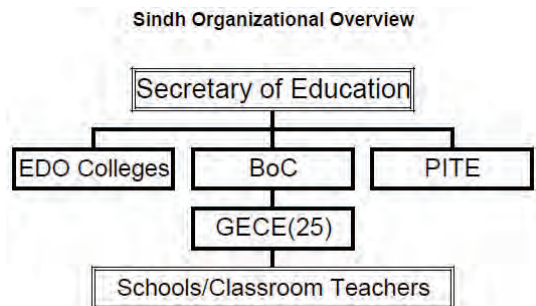 Sindh Organizational Overview
Secretary of Education
EDO Colleges
BoC
PITE
GECE(25)
Schools/Classroom Teachers